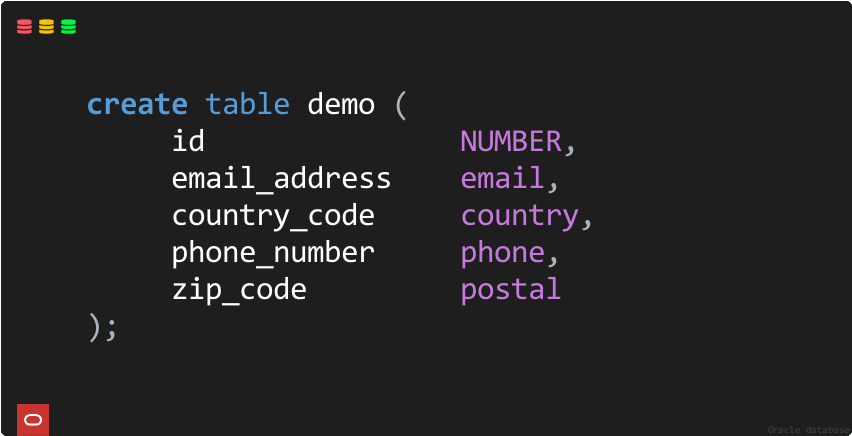 create table demo (
id NUMBER,
email_address email,
country_code country,
phone_number phone,
zip_code postal
);
Oracle database